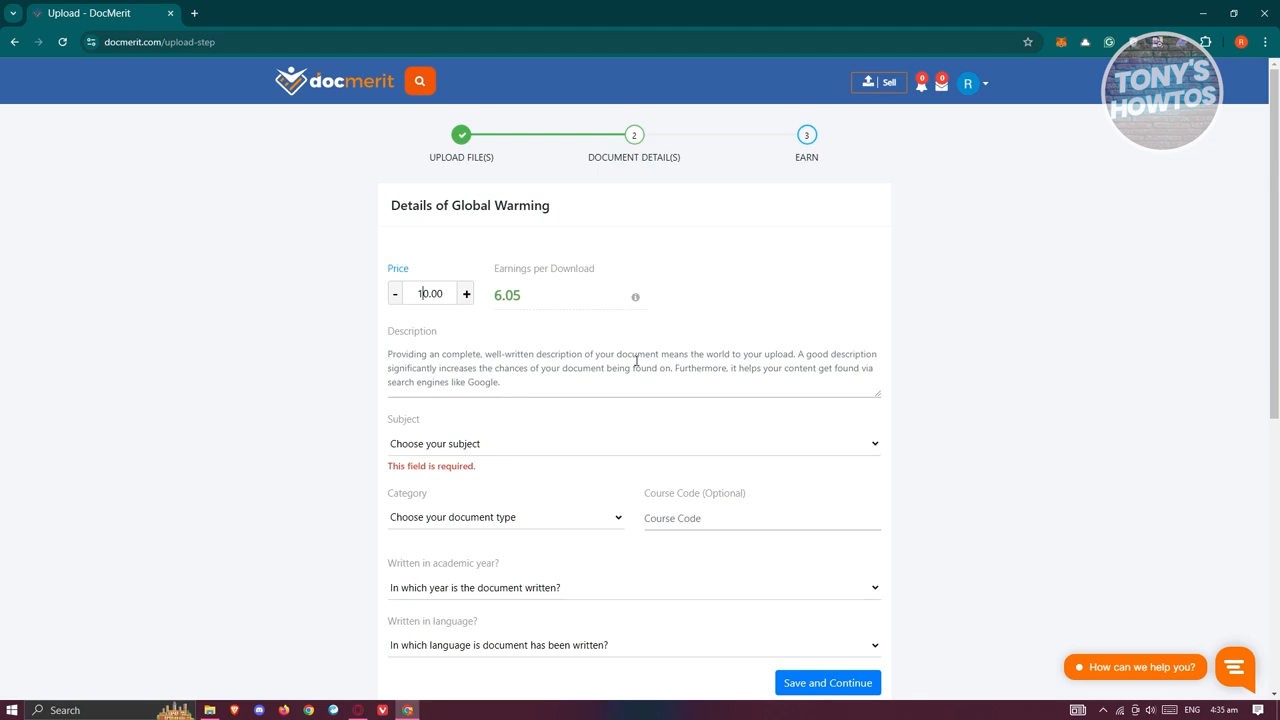 Upload - DocMerit
docmerit.com/upload-step
R
TONY'S
HOWTOS
docmerit
Sell
0
0
R
2
3
UPLOAD FILE(S)
DOCUMENT DETAIL(S)
EARN
Details of Global Warming
Price
Earnings per Download
- 10.00 +
6.05
Description
Providing an complete, well-written description of your document means the world to your upload. A good description
significantly increases the chances of your document being found on. Furthermore, it helps your content get found via
search engines like Google.
Subject
Choose your subject
This field is required.
Category
Course Code (Optional)
Choose your document type
Course Code
Written in academic year?
In which year is the document written?
Written in language?
In which language is document has been written?
Save and Continue
How can we help you?
Search
ENG
4:35 am